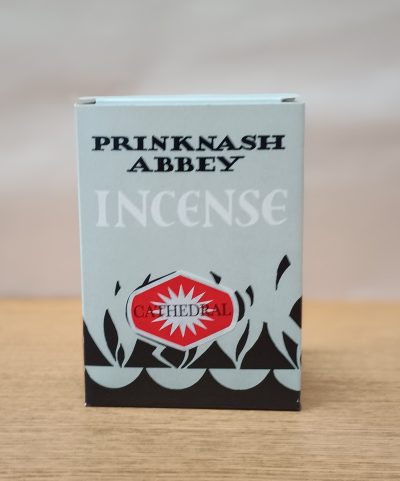 PRINKNASH
ABBEY
INCENSE
CATHEDRAL